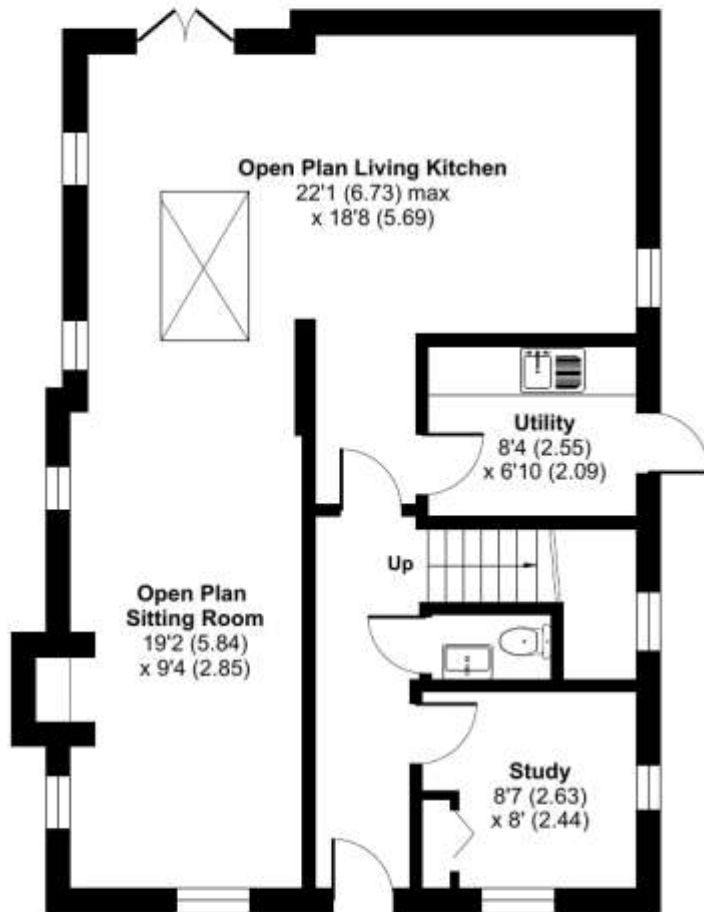 Open Plan Living Kitchen
22'1 (6.73) max
x 18'8 (5.69)
Utility
8'4 (2.55)
x 6'10 (2.09)
Up
Open Plan
Sitting Room
19'2 (5.84)
x 9'4 (2.85)
Study
8'7 (2.63)
x 8' (2.44)